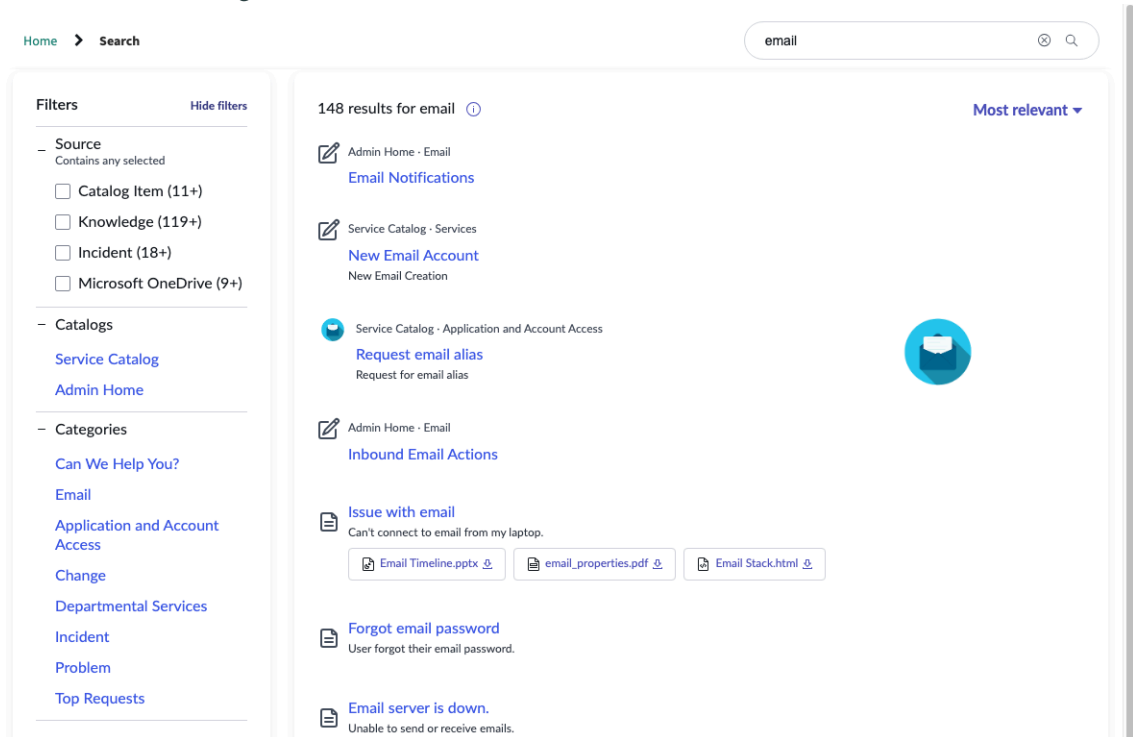 Home > Search
email
Filters
Hide filters
Source
Contains any selected
Catalog Item (11+)
Knowledge (119+)
Incident (18+)
Microsoft OneDrive (9+)
Catalogs
Service Catalog
Admin Home
Categories
Can We Help You?
Email
Application and Account
Access
Change
Departmental Services
Incident
Problem
Top Requests
148 results for email
Most relevant
Admin Home · Email
Email Notifications
Service Catalog · Services
New Email Account
New Email Creation
Service Catalog · Application and Account Access
Request email alias
Request for email alias
Admin Home · Email
Inbound Email Actions
Issue with email
Can't connect to email from my laptop.
Email Timeline.pptx
email_properties.pdf
Email Stack.html
Forgot email password
User forgot their email password.
Email server is down.
Unable to send or receive emails.